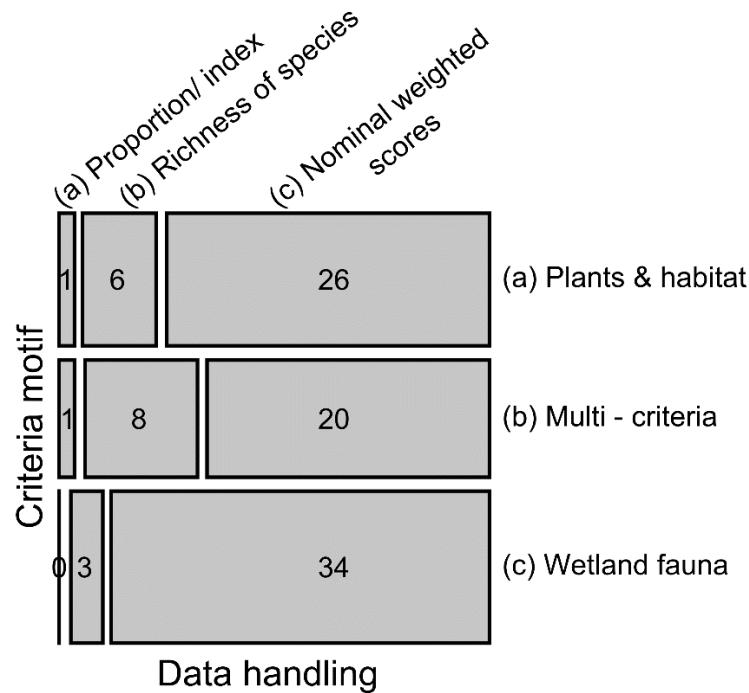 (a) Proportion/ index
(b) Richness of species
(c) Nominal weighted
scores
1
6
26
(a) Plants & habitat
1
8
20
(b) Multi - criteria
0
3
34
(c) Wetland fauna
Criteria motif
Data handling